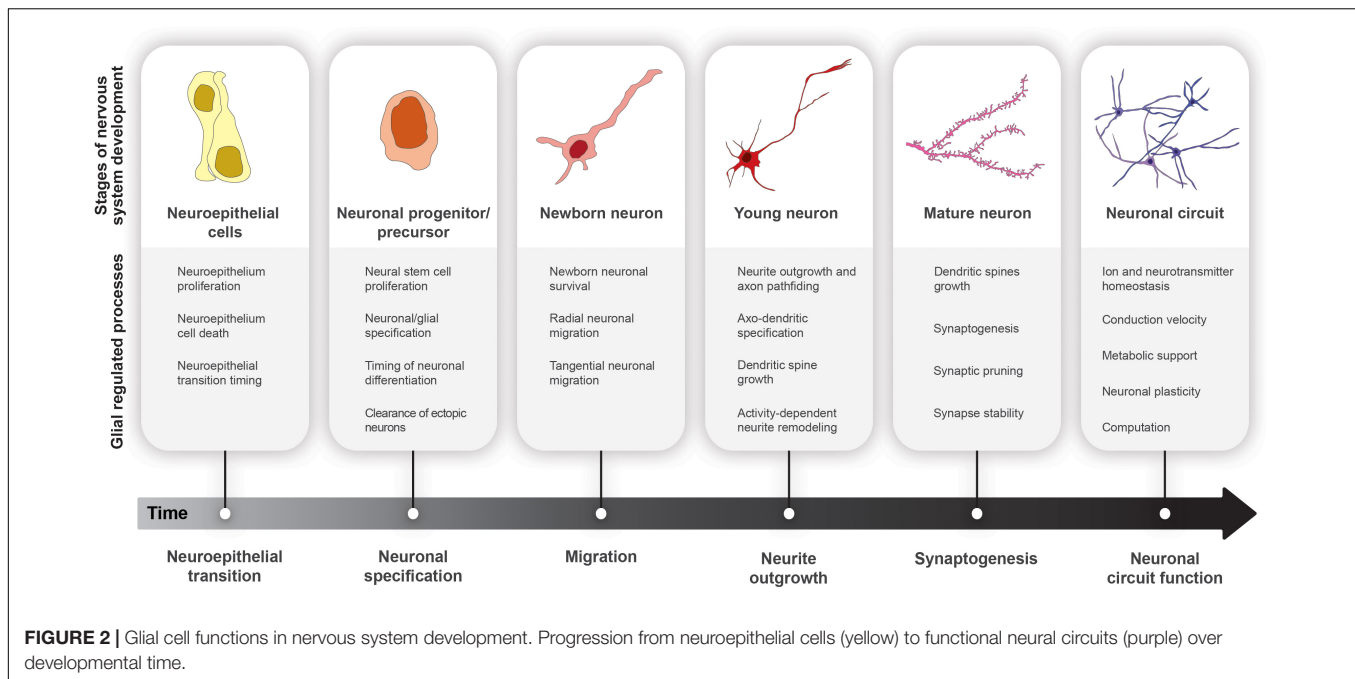 Stages of nervous
system development
Neuroepithelial
cells
Neuronal progenitor/
precursor
Newborn neuron
Young neuron
Mature neuron
Neuronal circuit
Glial regulated processes
Neuroepithelium
proliferation
Neuroepithelium
cell death
Neuroepithelial
transition timing
Neural stem cell
proliferation
Neuronal/glial
specification
Timing of neuronal
differentiation
Clearance of ectopic
neurons
Newborn neuronal
survival
Radial neuronal
migration
Tangential neuronal
migration
Neurite outgrowth and
axon pathfiding
Axo-dendritic
specification
Dendritic spine
growth
Activity-dependent
neurite remodeling
Dendritic spines
growth
Synaptogenesis
Synaptic pruning
Synapse stability
Ion and neurotransmitter
homeostasis
Conduction velocity
Metabolic support
Neuronal plasticity
Computation
Time
Neuroepithelial
transition
Neuronal
specification
Migration
Neurite
outgrowth
Synaptogenesis
Neuronal
circuit function
FIGURE 2 | Glial cell functions in nervous system development. Progression from neuroepithelial cells (yellow) to functional neural circuits (purple) over
developmental time.